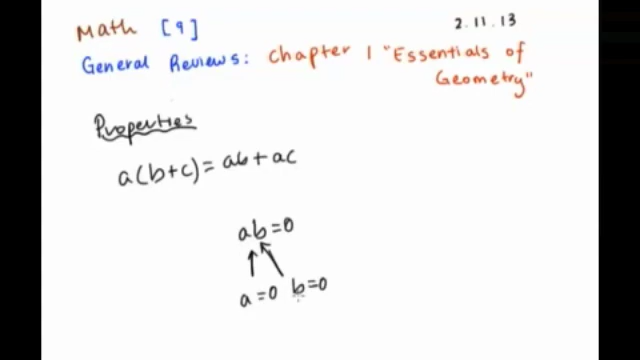 Math [9]
2.11.13
General Reviews: Chapter 1 "Essentials of
Geometry"
Properties
a(b+c)= ab+ac
ab=0
a=0 b=0